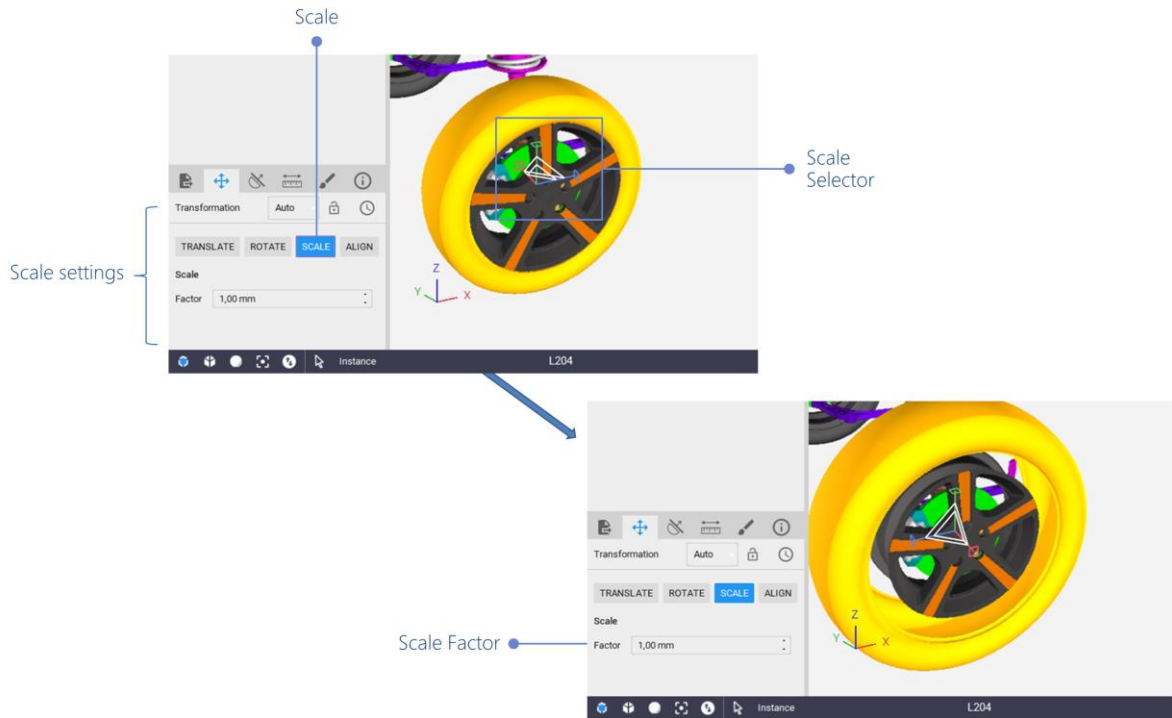 Scale
Scale
Selector
Transformation Auto
TRANSLATE ROTATE SCALE ALIGN
Scale settings
Scale
Factor 1,00 mm
Z
Y X
Instance L204
Transformation Auto
TRANSLATE ROTATE SCALE ALIGN
Scale
Scale Factor
Factor 1,00 mm
Z
Y X
Instance L204